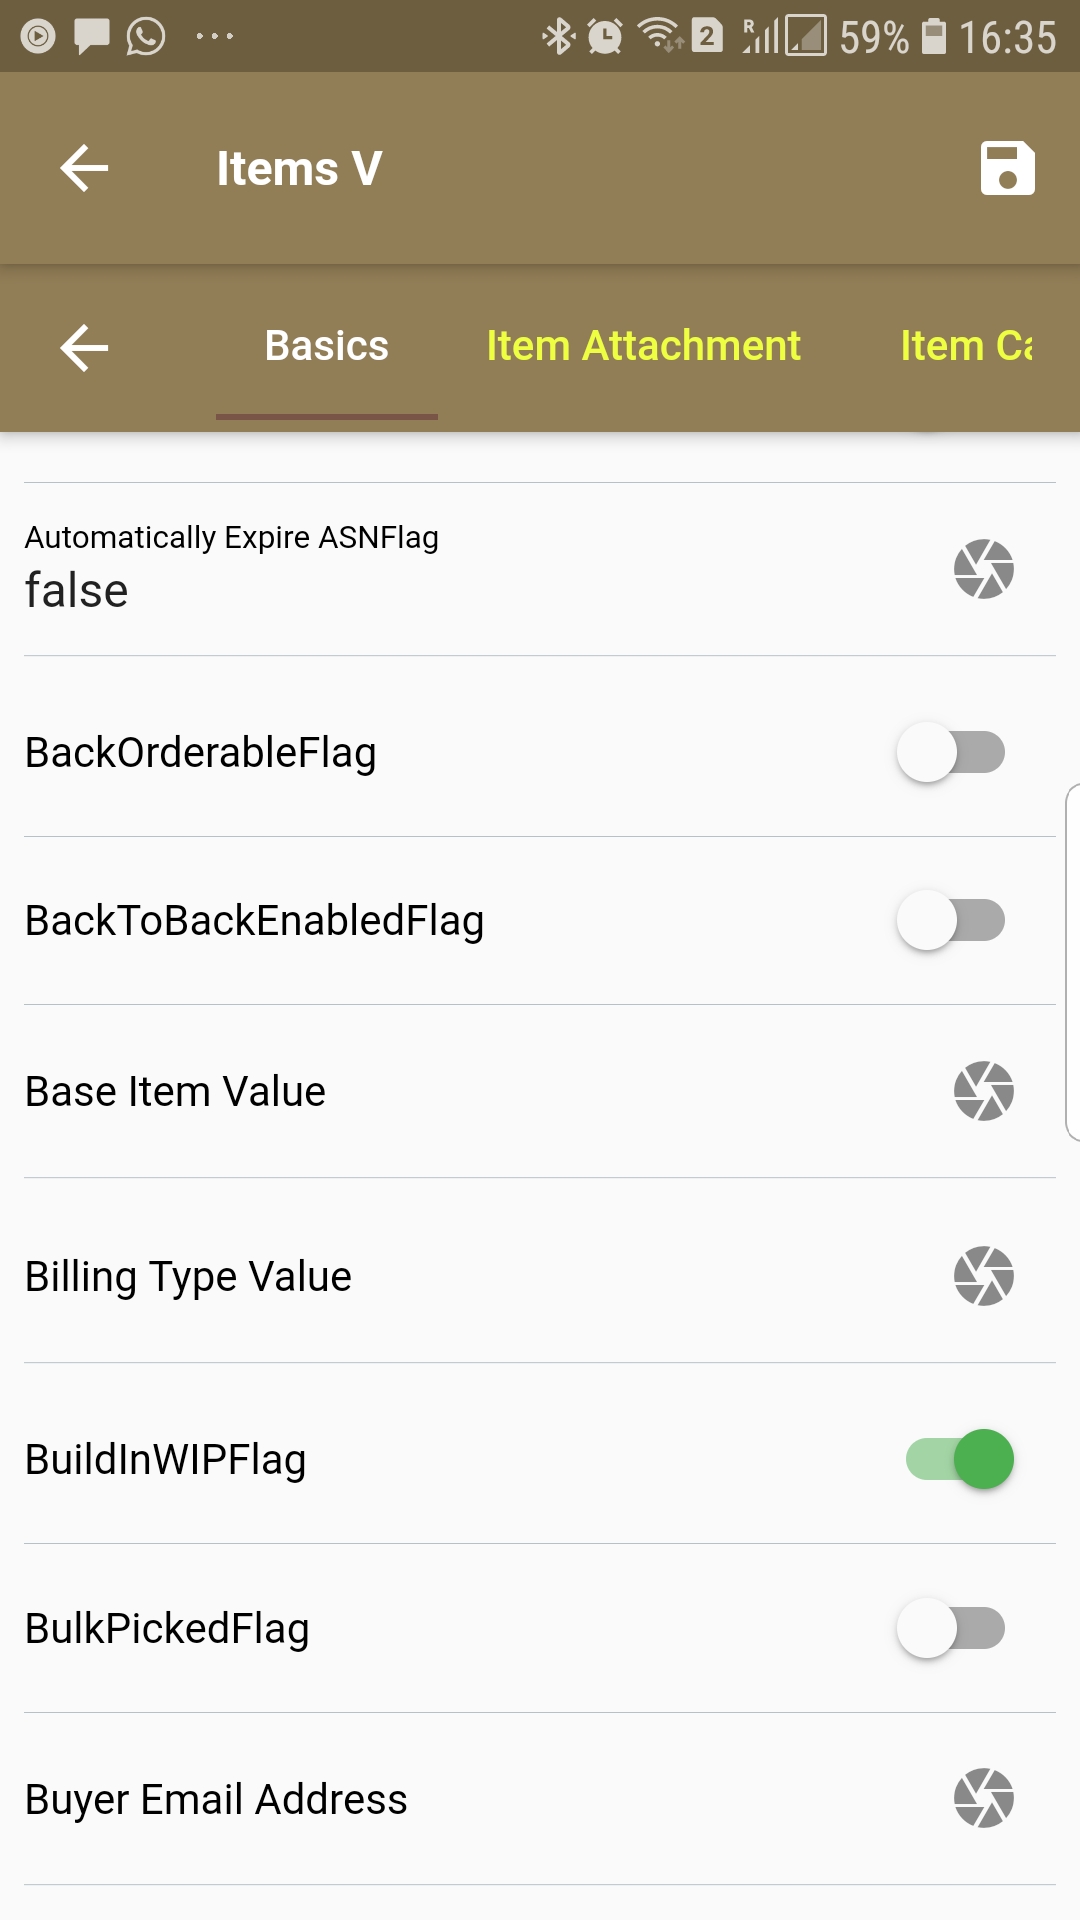 2 R 59% 16:35
Items V
Basics Item Attachment Item Ca
Automatically Expire ASNFlag
false
BackOrderableFlag
BackToBackEnabledFlag
Base Item Value
Billing Type Value
BuildInWIPFlag
BulkPickedFlag
Buyer Email Address